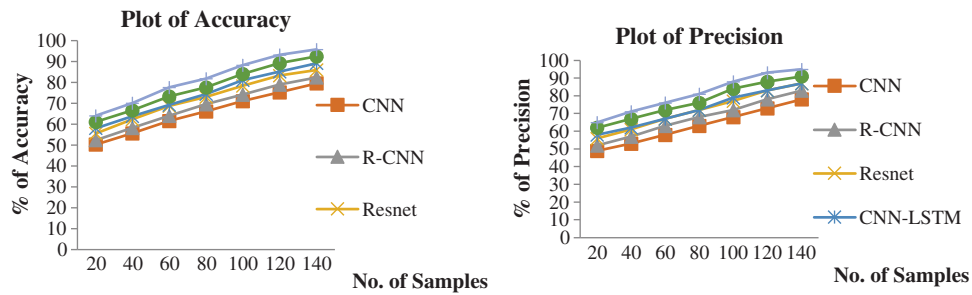 Plot of Accuracy
% of Accuracy
100
90
80
70
60
50
40
30
20
10
0
20 40 60 80 100 120 140
No. of Samples
CNN
R-CNN
Resnet
Plot of Precision
% of Precision
100
90
80
70
60
50
40
30
20
10
0
20 40 60 80 100 120 140
No. of Samples
CNN
R-CNN
Resnet
CNN-LSTM